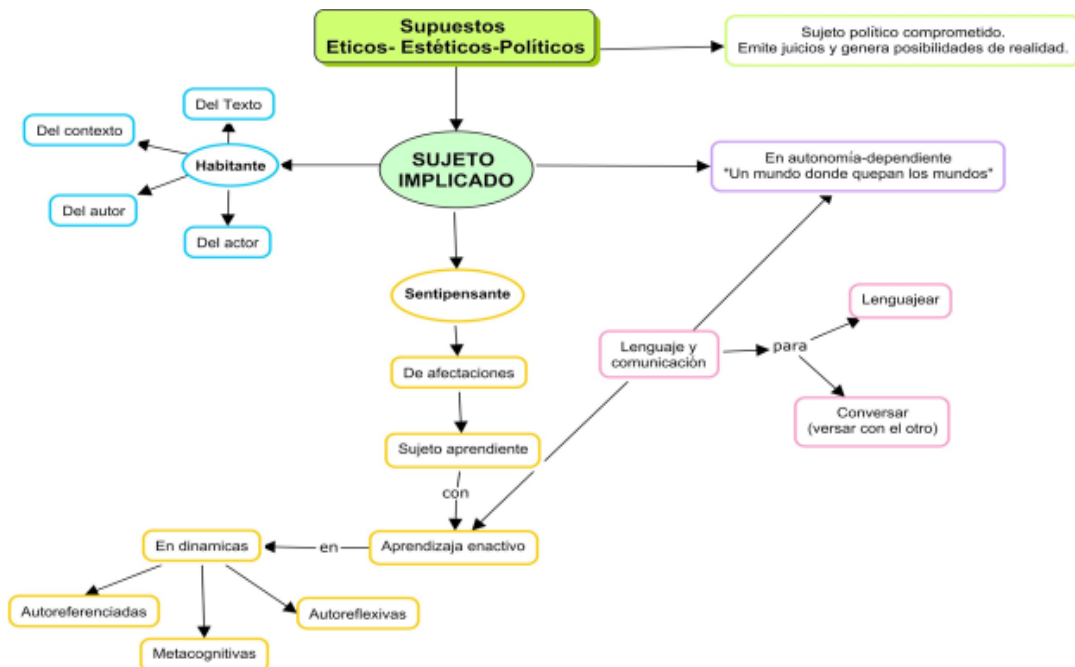 Supuestos
Eticos- Estéticos-Políticos
Sujeto político comprometido.
Emite juicios y genera posibilidades de realidad.
Del Texto
Del contexto
Habitante
SUJETO
IMPLICADO
En autonomía-dependiente
"Un mundo donde quepan los mundos"
Del autor
Del actor
Sentipensante
Lenguajear
Lenguaje y
comunicación
para
De afectaciones
Conversar
(versar con el otro)
Sujeto aprendiente
con
En dinamicas
en
Aprendizaja enactivo
Autoreferenciadas
Autoreflexivas
Metacognitivas